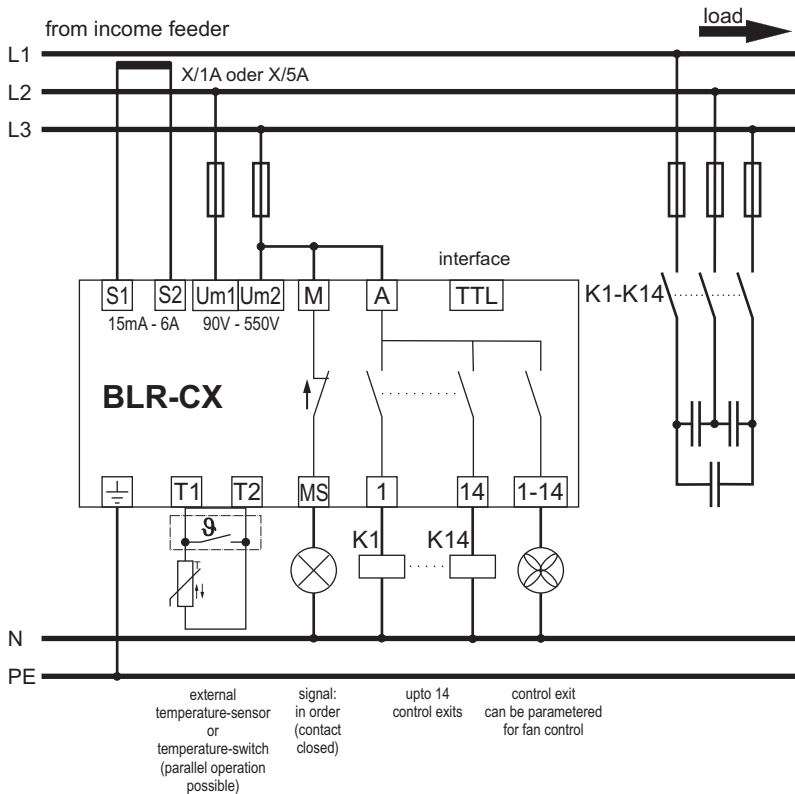 from income feeder
load
L1
X/1A oder X/5A
L2
L3
interface
S1 S2 Um1 Um2 M A TTL
K1-K14
15mA - 6A 90V - 550V
BLR-CX
T1 T2 MS 1 14 1-14
ϑ
K1 K14
N
PE
external
temperature-sensor
or
temperature-switch
(parallel operation
possible)
signal:
in order
(contact
closed)
upto 14
control exits
control exit
can be parametered
for fan control